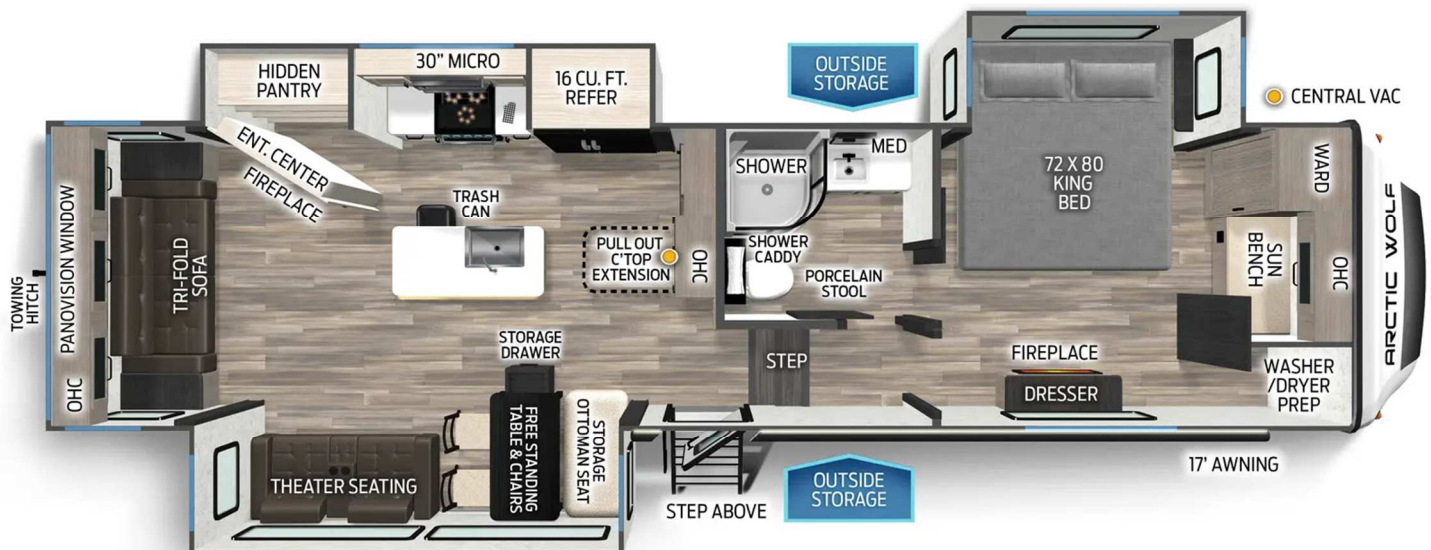 HIDDEN
PANTRY
30" MICRO
16 CU. FT.
REFER
OUTSIDE
STORAGE
CENTRAL VAC
ENT. CENTER
FIREPLACE
SHOWER
MED
72 X 80
KING
BED
WARD
TRASH
CAN
PANOVISION WINDOW
TRI-FOLD
SOFA
TOWING
HITCH
OHC
PULL OUT
C'TOP
EXTENSION
OHC
SHOWER
CADDY
PORCELAIN
STOOL
SUN
BENCH
OHC
ARCTIC WOLF
STORAGE
DRAWER
STEP
FIREPLACE
DRESSER
WASHER
/DRYER
PREP
THEATER SEATING
FREE STANDING
TABLE & CHAIRS
STORAGE
OTTOMAN SEAT
STEP ABOVE
OUTSIDE
STORAGE
17' AWNING